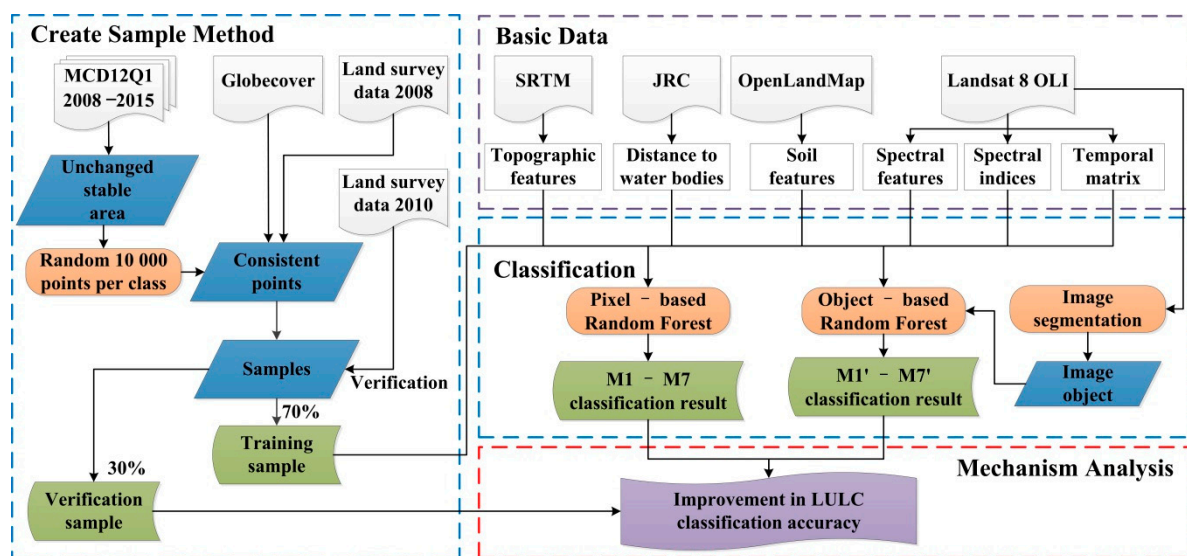 Create Sample Method
MCD12Q1
2008 −2015
Globecover
Land survey
data 2008
Unchanged
stable
area
Land survey
data 2010
Random 10 000
points per class
Consistent
points
Samples
Verification
70%
Training
sample
30%
Verification
sample
Basic Data
SRTM
JRC
OpenLandMap
Landsat 8 OLI
Topographic
features
Distance to
water bodies
Soil
features
Spectral
features
Spectral
indices
Temporal
matrix
Classification
Pixel − based
Random Forest
Object − based
Random Forest
Image
segmentation
M1 − M7
classification result
M1' − M7'
classification result
Image
object
Mechanism Analysis
Improvement in LULC
classification accuracy